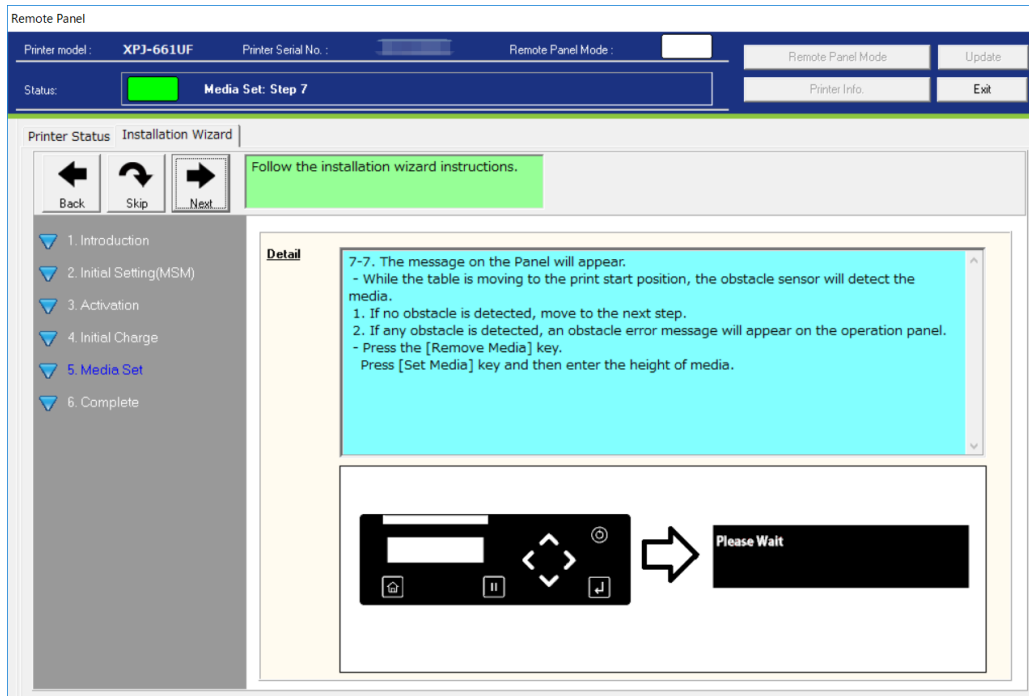 Remote Panel
Printer model : XPJ-661UF Printer Serial No. : Remote Panel Mode :
Remote Panel Mode Update
Status: Media Set: Step 7
Printer Info. Exit
Printer Status Installation Wizard
Follow the installation wizard instructions.
Back Skip Next
1. Introduction
2. Initial Setting(MSM)
3. Activation
4. Initial Charge
5. Media Set
6. Complete
Detail
7-7. The message on the Panel will appear.
- While the table is moving to the print start position, the obstacle sensor will detect the
media.
1. If no obstacle is detected, move to the next step.
2. If any obstacle is detected, an obstacle error message will appear on the operation panel.
- Press the [Remove Media] key.
Press [Set Media] key and then enter the height of media.
Please Wait